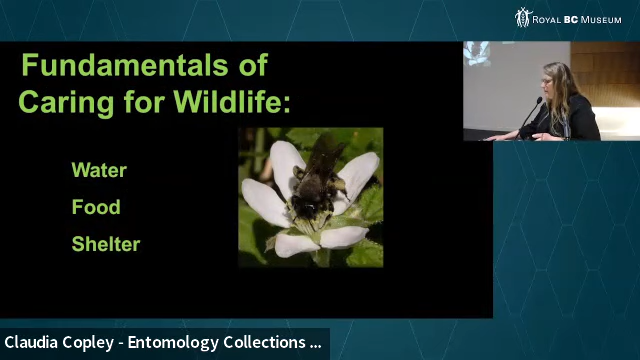 ROYAL BC MUSEUM
Fundamentals of
Caring for Wildlife:
Water
Food
Shelter
Claudia Copley - Entomology Collections ...